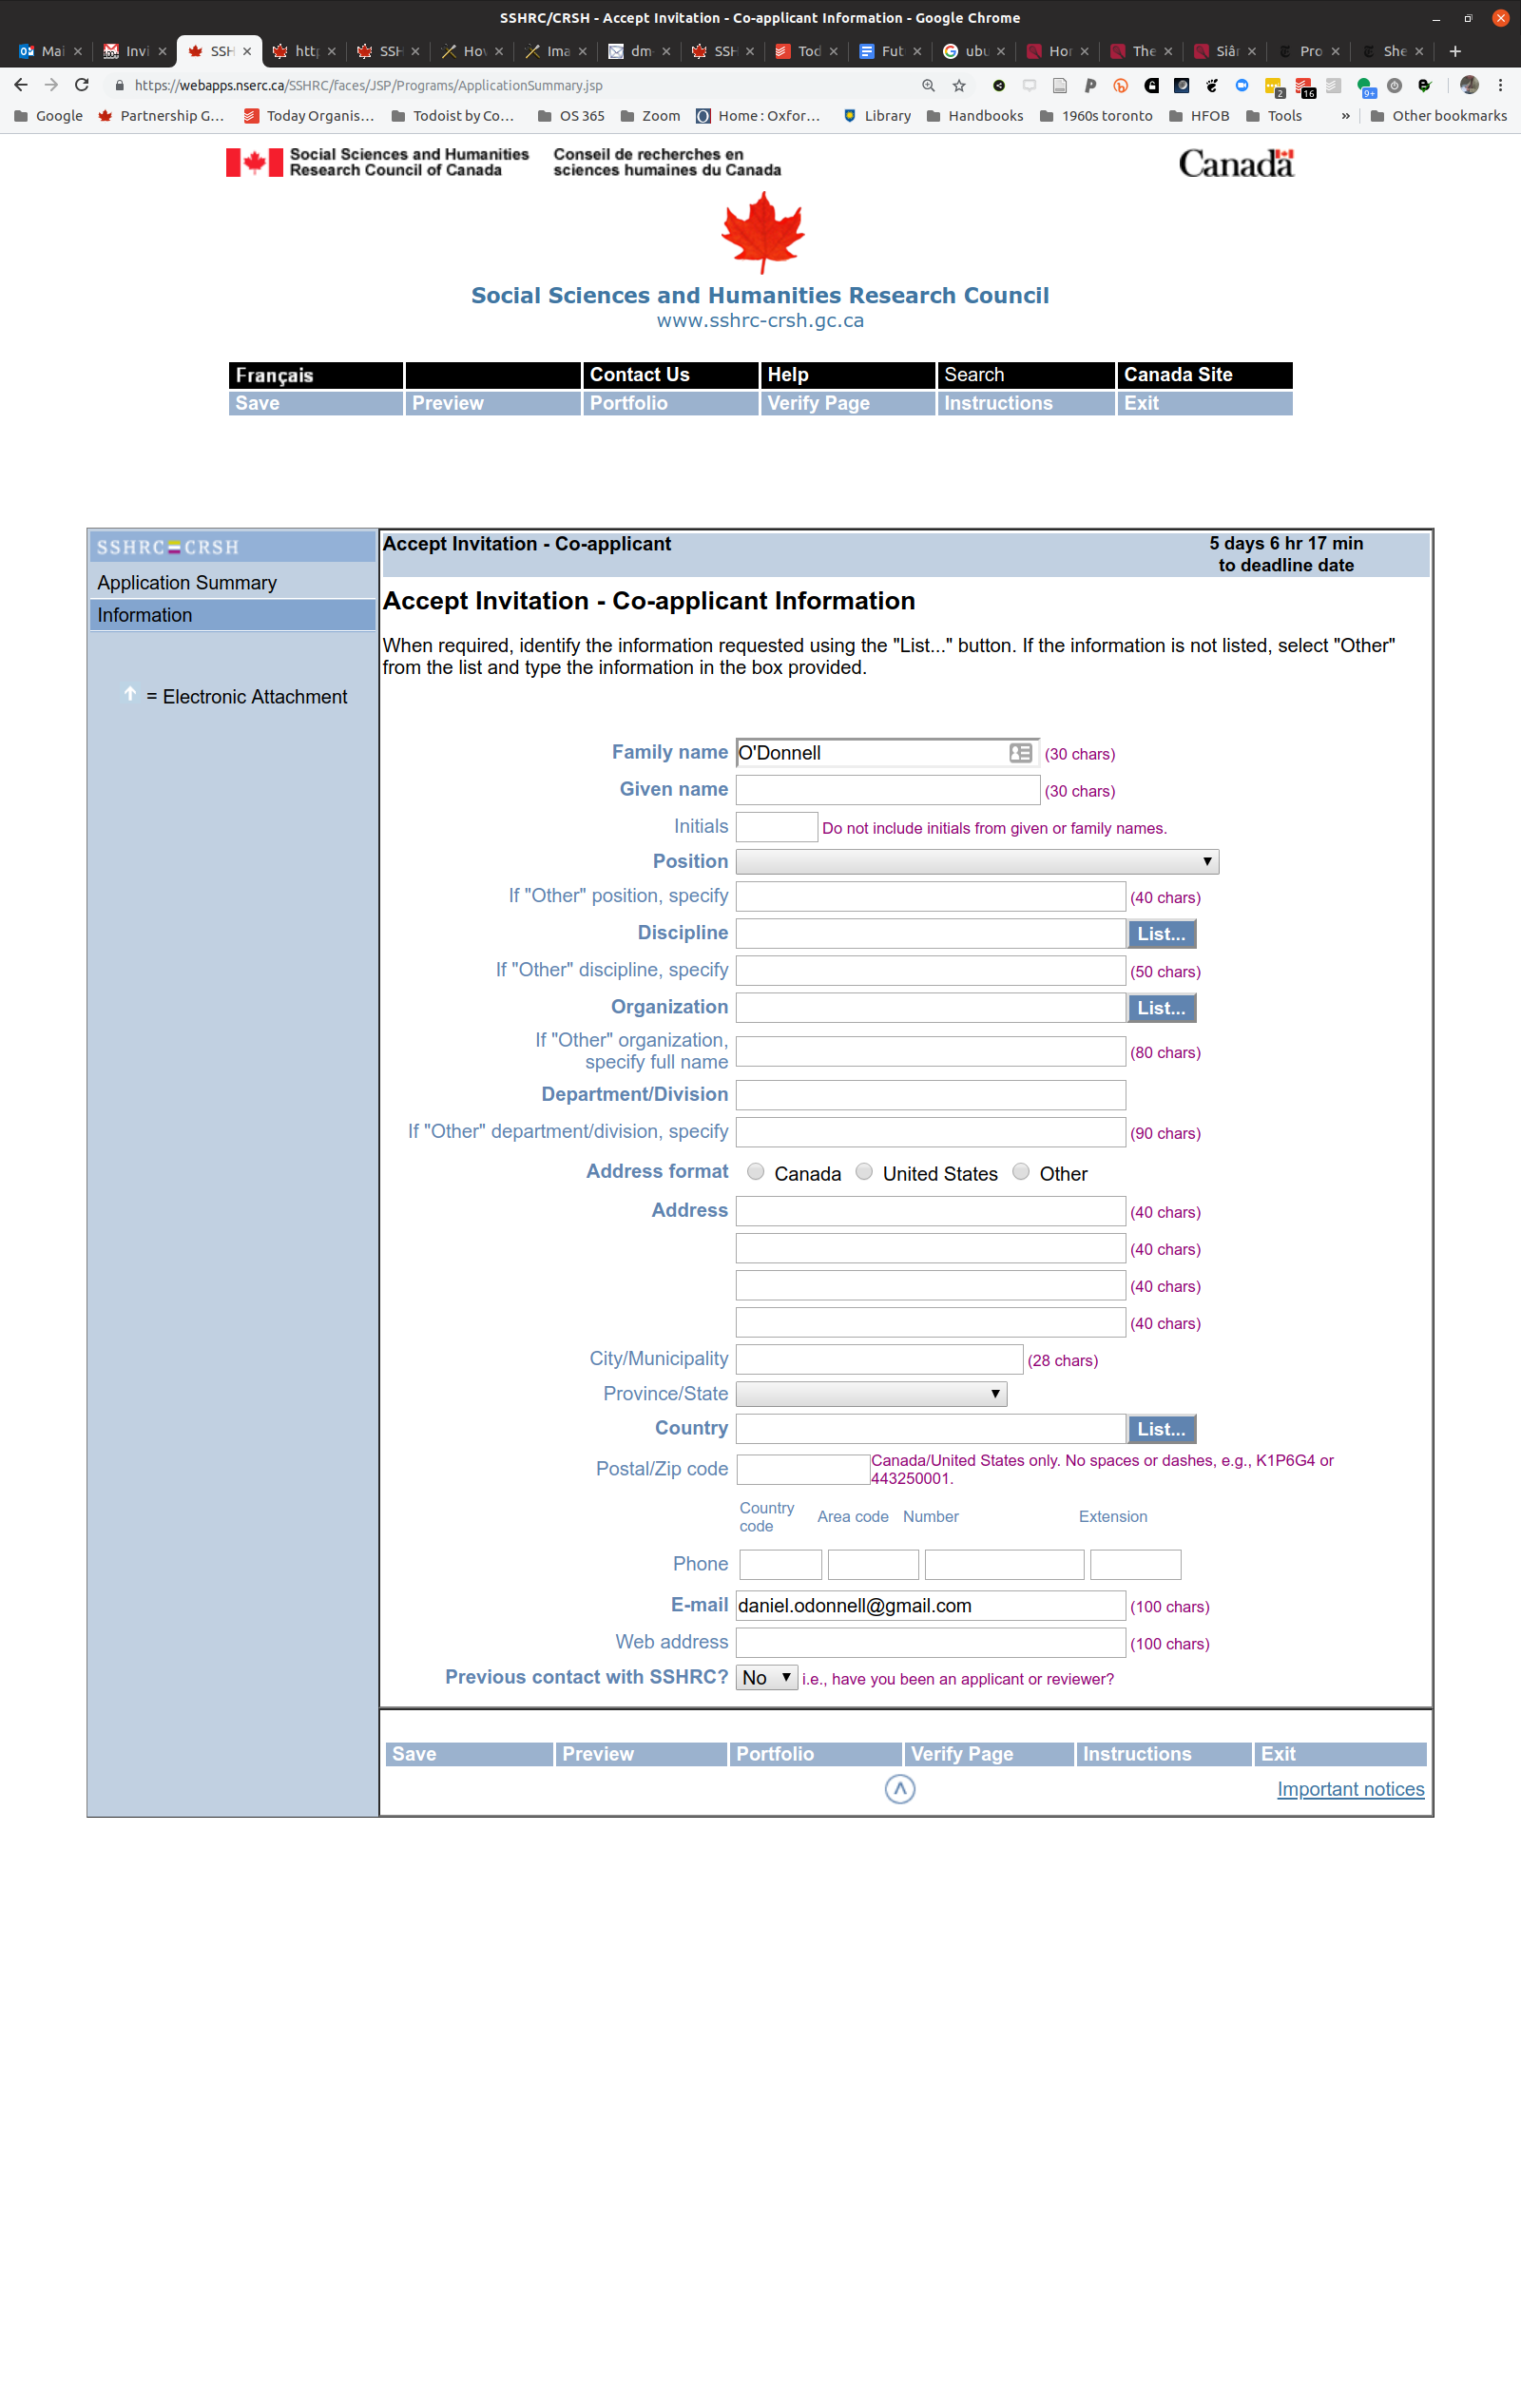 SSHRC/CRSH - Accept Invitation - Co-applicant Information - Google Chrome
Mai Invi SSH http SSH Hov Ima dm- SSH Tod Fut ubu Hor The Siâr Pro She
https://webapps.nserc.ca/SSHRC/faces/JSP/Programs/ApplicationSummary.jsp 2 16 9+
Google Partnership G... Today Organis... Todoist by Co... OS 365 Zoom Home : Oxfor... Library Handbooks 1960s toronto HFOB Tools » Other bookmarks
Social Sciences and Humanities Conseil de recherches en
Research Council of Canada sciences humaines du Canada
Canada
Social Sciences and Humanities Research Council
www.sshrc-crsh.gc.ca
Français Contact Us Help Search Canada Site
Save Preview Portfolio Verify Page Instructions Exit
SSHRC CRSH
Application Summary
Information
= Electronic Attachment
Accept Invitation - Co-applicant
5 days 6 hr 17 min
to deadline date
Accept Invitation - Co-applicant Information
When required, identify the information requested using the "List..." button. If the information is not listed, select "Other"
from the list and type the information in the box provided.
Family name O'Donnell (30 chars)
Given name (30 chars)
Initials Do not include initials from given or family names.
Position
If "Other" position, specify (40 chars)
Discipline List...
If "Other" discipline, specify (50 chars)
Organization List...
If "Other" organization,
specify full name (80 chars)
Department/Division
If "Other" department/division, specify (90 chars)
Address format Canada United States Other
Address (40 chars)
(40 chars)
(40 chars)
(40 chars)
City/Municipality (28 chars)
Province/State
Country List...
Postal/Zip code Canada/United States only. No spaces or dashes, e.g., K1P6G4 or
443250001.
Country
code Area code Number Extension
Phone
E-mail daniel.odonnell@gmail.com (100 chars)
Web address (100 chars)
Previous contact with SSHRC? No i.e., have you been an applicant or reviewer?
Save Preview Portfolio Verify Page Instructions Exit
Important notices